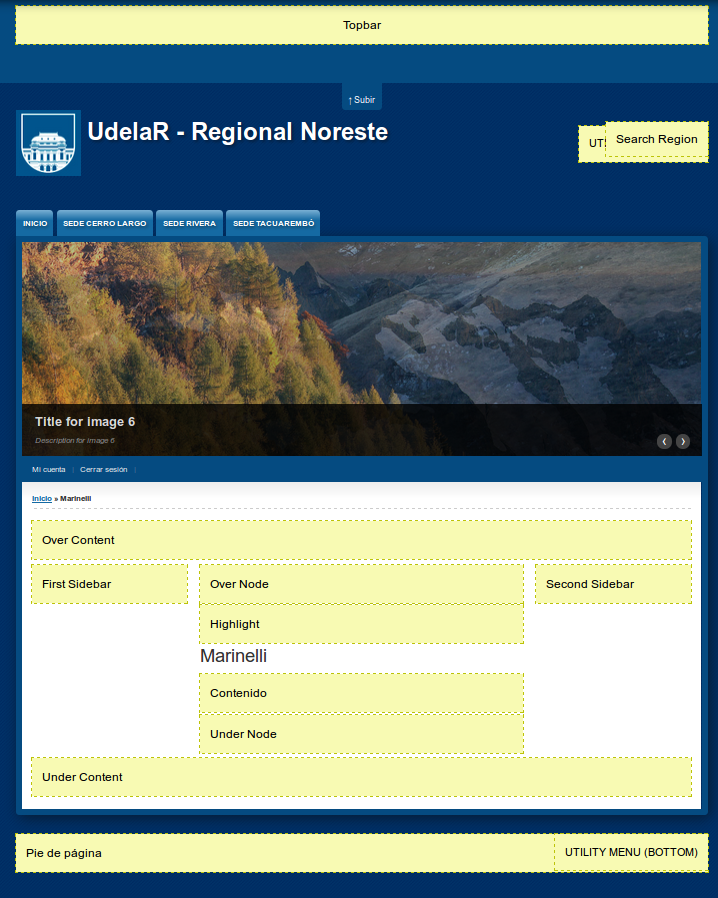 Topbar
↑ Subir
UdelaR - Regional Noreste
UT
Search Region
INICIO
SEDE CERRO LARGO
SEDE RIVERA
SEDE TACUAREMBÓ
Title for image 6
Description for image 6
Mi cuenta | Cerrar sesión |
Inicio » Marinelli
Over Content
First Sidebar
Over Node
Second Sidebar
Highlight
Marinelli
Contenido
Under Node
Under Content
Pie de página
UTILITY MENU (BOTTOM)